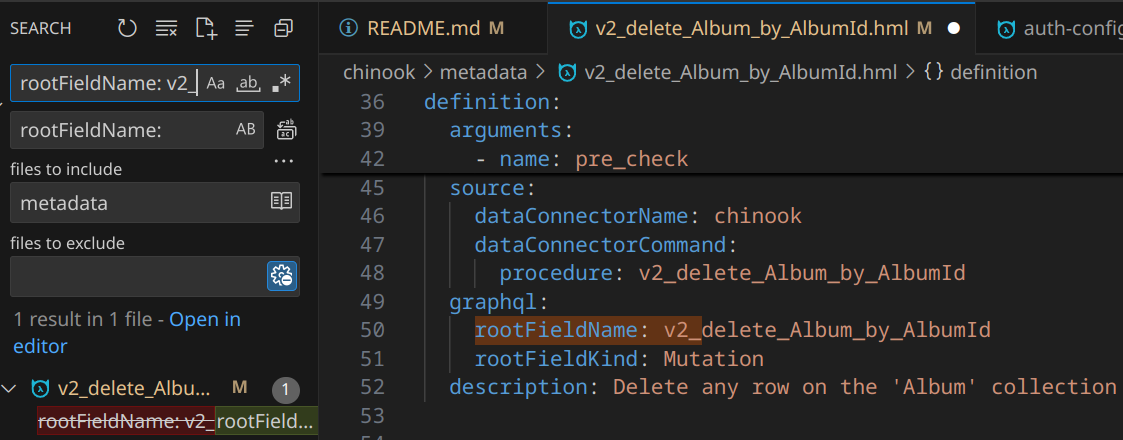 SEARCH
rootFieldName: v2_ Aa ab .*
rootFieldName: AB
...
files to include
metadata
files to exclude
1 result in 1 file - Open in
editor
v2_delete_Albu... M 1
rootFieldName: v2_rootField...
README.md M v2_delete_Album_by_AlbumId.hml M ● auth-config
chinook > metadata > v2_delete_Album_by_AlbumId.hml > {} definition
36 definition:
39 arguments:
42 - name: pre_check
45 source:
46 dataConnectorName: chinook
47 dataConnectorCommand:
48 procedure: v2_delete_Album_by_AlbumId
49 graphql:
50 rootFieldName: v2_delete_Album_by_AlbumId
51 rootFieldKind: Mutation
52 description: Delete any row on the 'Album' collection
53